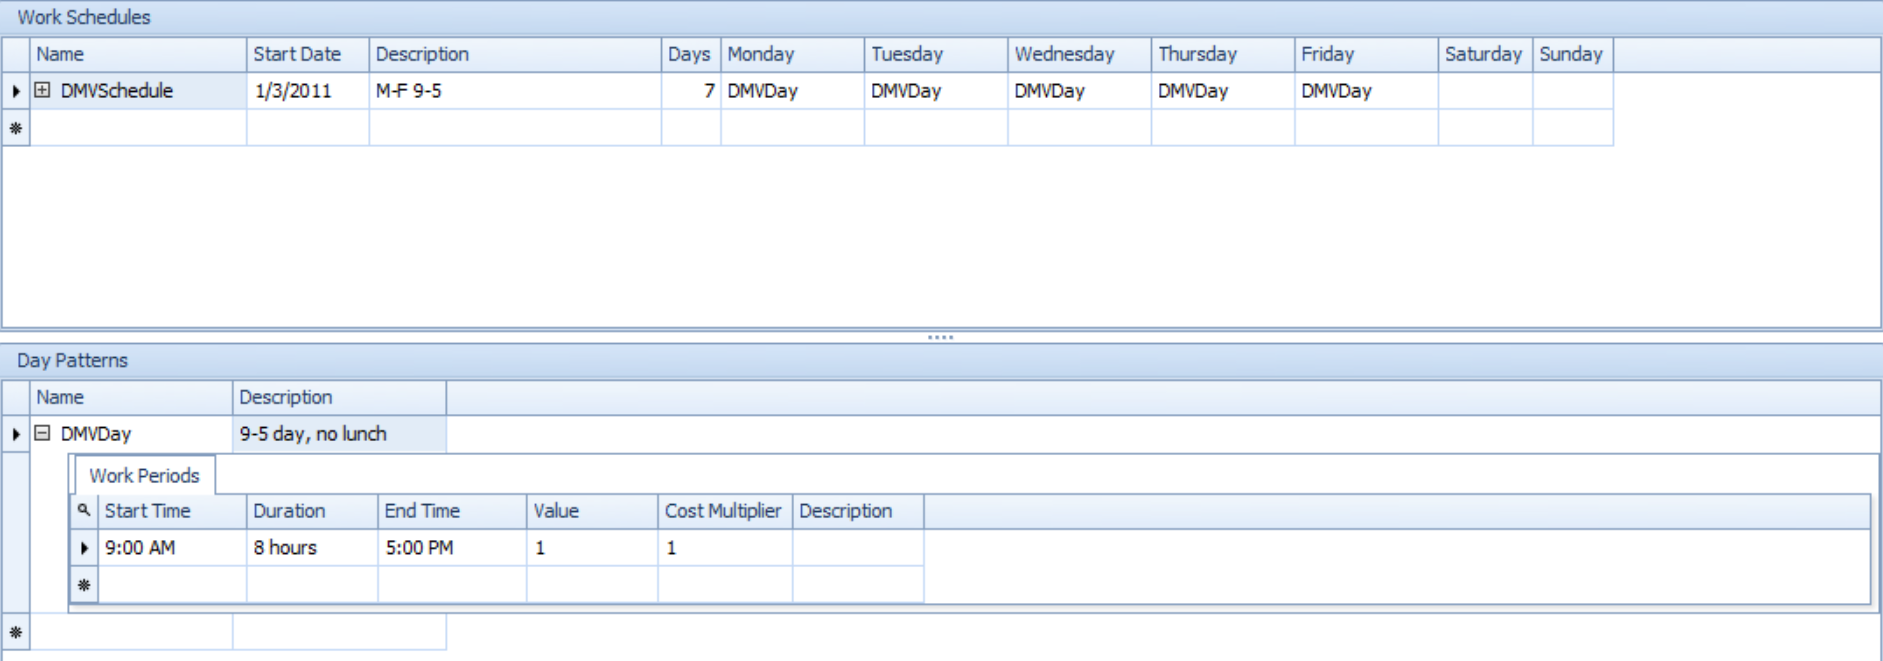 Work Schedules
Name Start Date Description Days Monday Tuesday Wednesday Thursday Friday Saturday Sunday
DMVSchedule 1/3/2011 M-F 9-5 7 DMVDay DMVDay DMVDay DMVDay DMVDay
Day Patterns
Name Description
DMVDay 9-5 day, no lunch
Work Periods
Start Time Duration End Time Value Cost Multiplier Description
9:00 AM 8 hours 5:00 PM 1 1